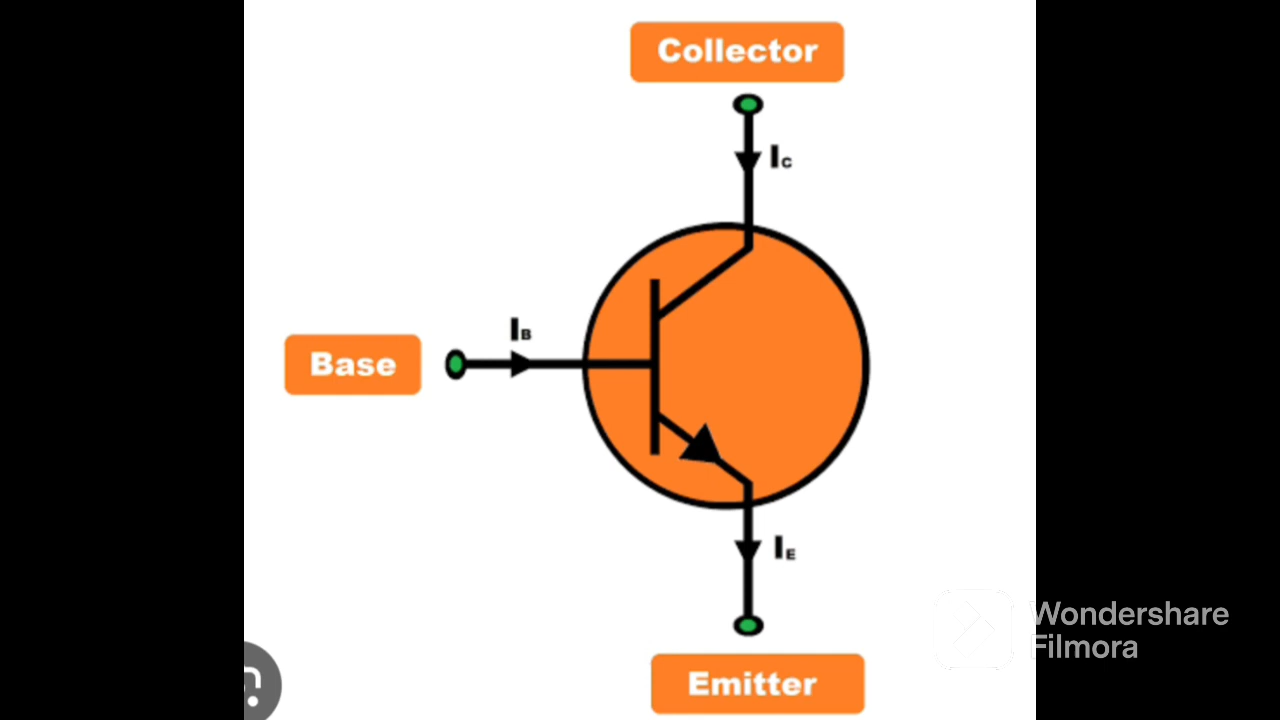 Collector
Ic
IB
Base
IE
Wondershare
Filmora
Emitter